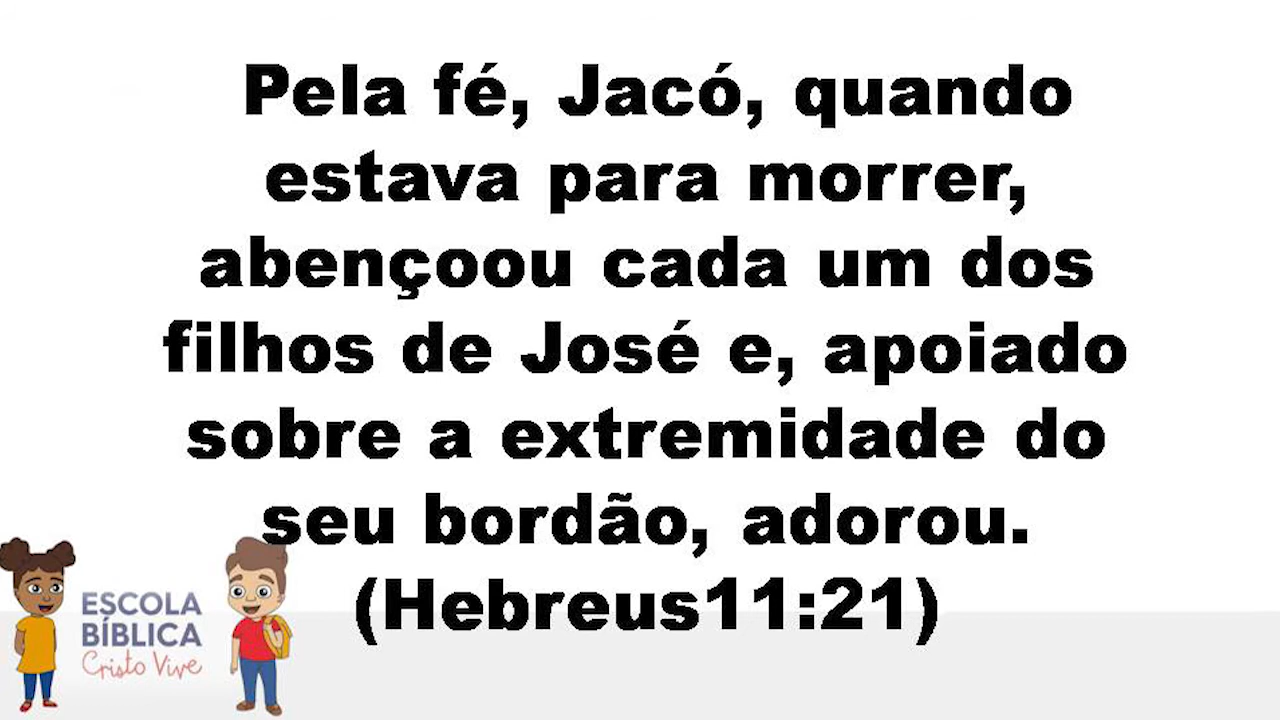 Pela fé, Jacó, quando
estava para morrer,
abençoou cada um dos
filhos de José e, apoiado
sobre a extremidade do
seu bordão, adorou.
(Hebreus11:21)
ESCOLA
BÍBLICA
Cristo Vive